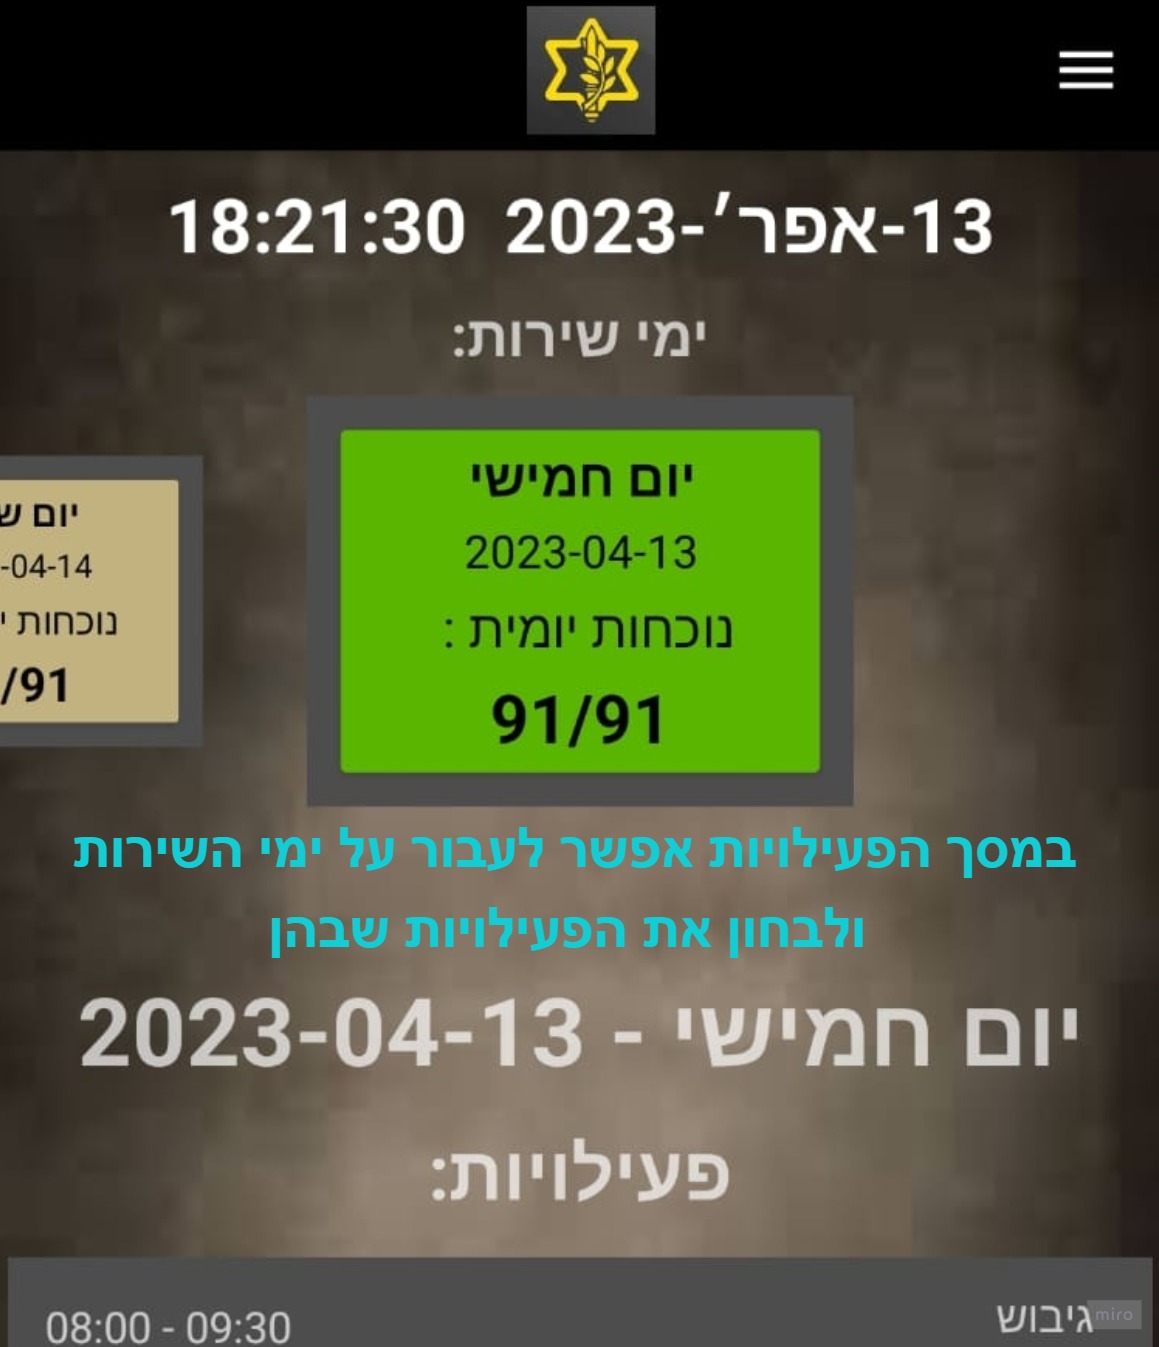 13-אפר׳-2023 18:21:30
ימי שירות:
יום חמישי
2023-04-13
נוכחות יומית :
91/91
יום
-04-14
נוכחות
/91
במסך הפעילויות אפשר לעבור על ימי השירות
ולבחון את הפעילויות שבהן
יום חמישי - 2023-04-13
פעילויות:
גיבוש
08:00 - 09:30
miro